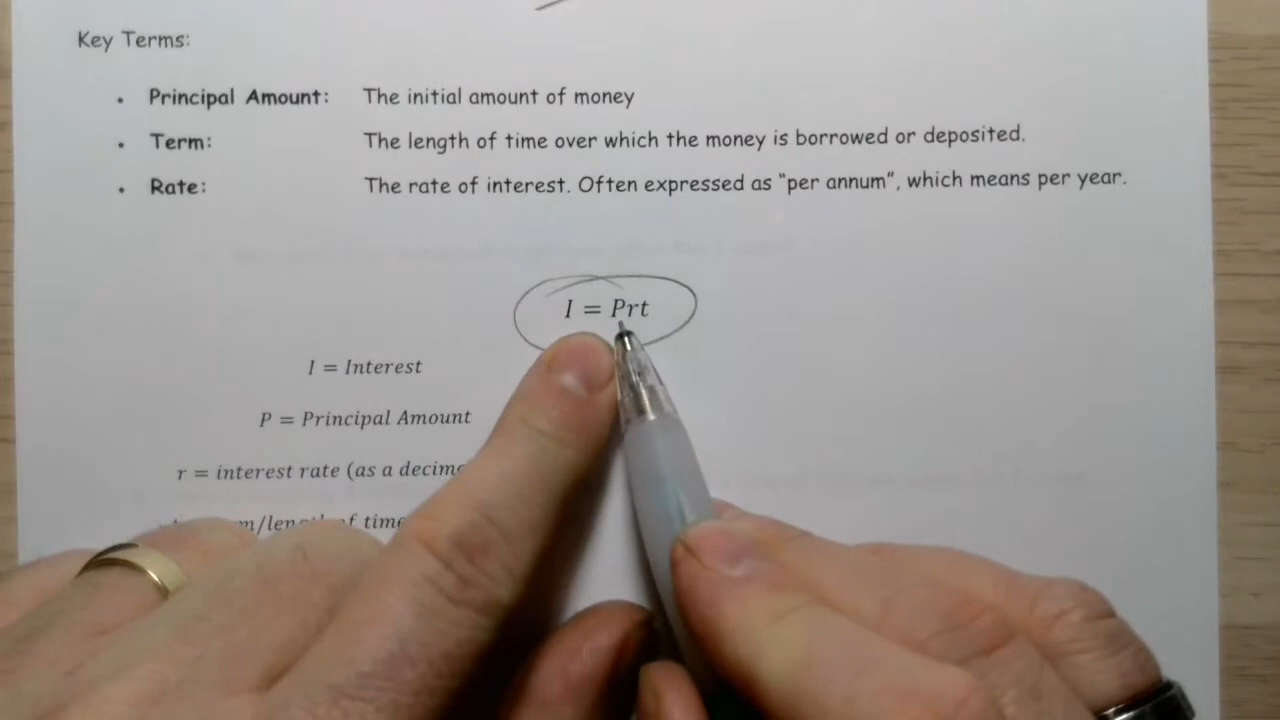 Key Terms:
• Principal Amount: The initial amount of money
• Term: The length of time over which the money is borrowed or deposited.
• Rate: The rate of interest. Often expressed as “per annum”, which means per year.
I = Prt
I = Interest
P = Principal Amount
r = interest rate (as a
of time